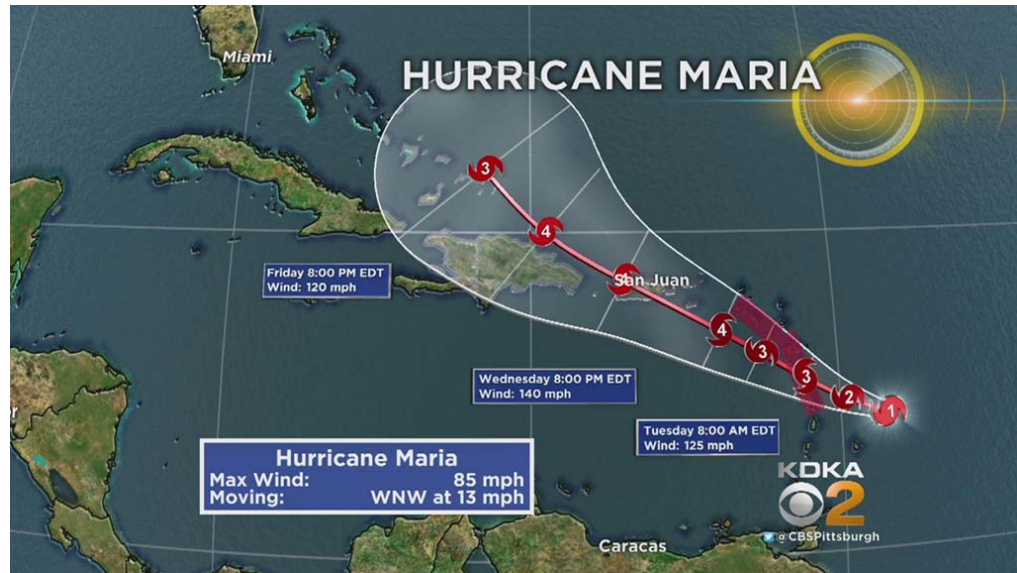 Miami
HURRICANE MARIA
3
4
Friday 8:00 PM EDT
Wind: 120 mph
4
San Juan
4
3
3
2
1
Wednesday 8:00 PM EDT
Wind: 140 mph
Tuesday 8:00 AM EDT
Wind: 125 mph
Hurricane Maria
Max Wind: 85 mph
Moving: WNW at 13 mph
KDKA
2
@CBSPittsburgh
Caracas